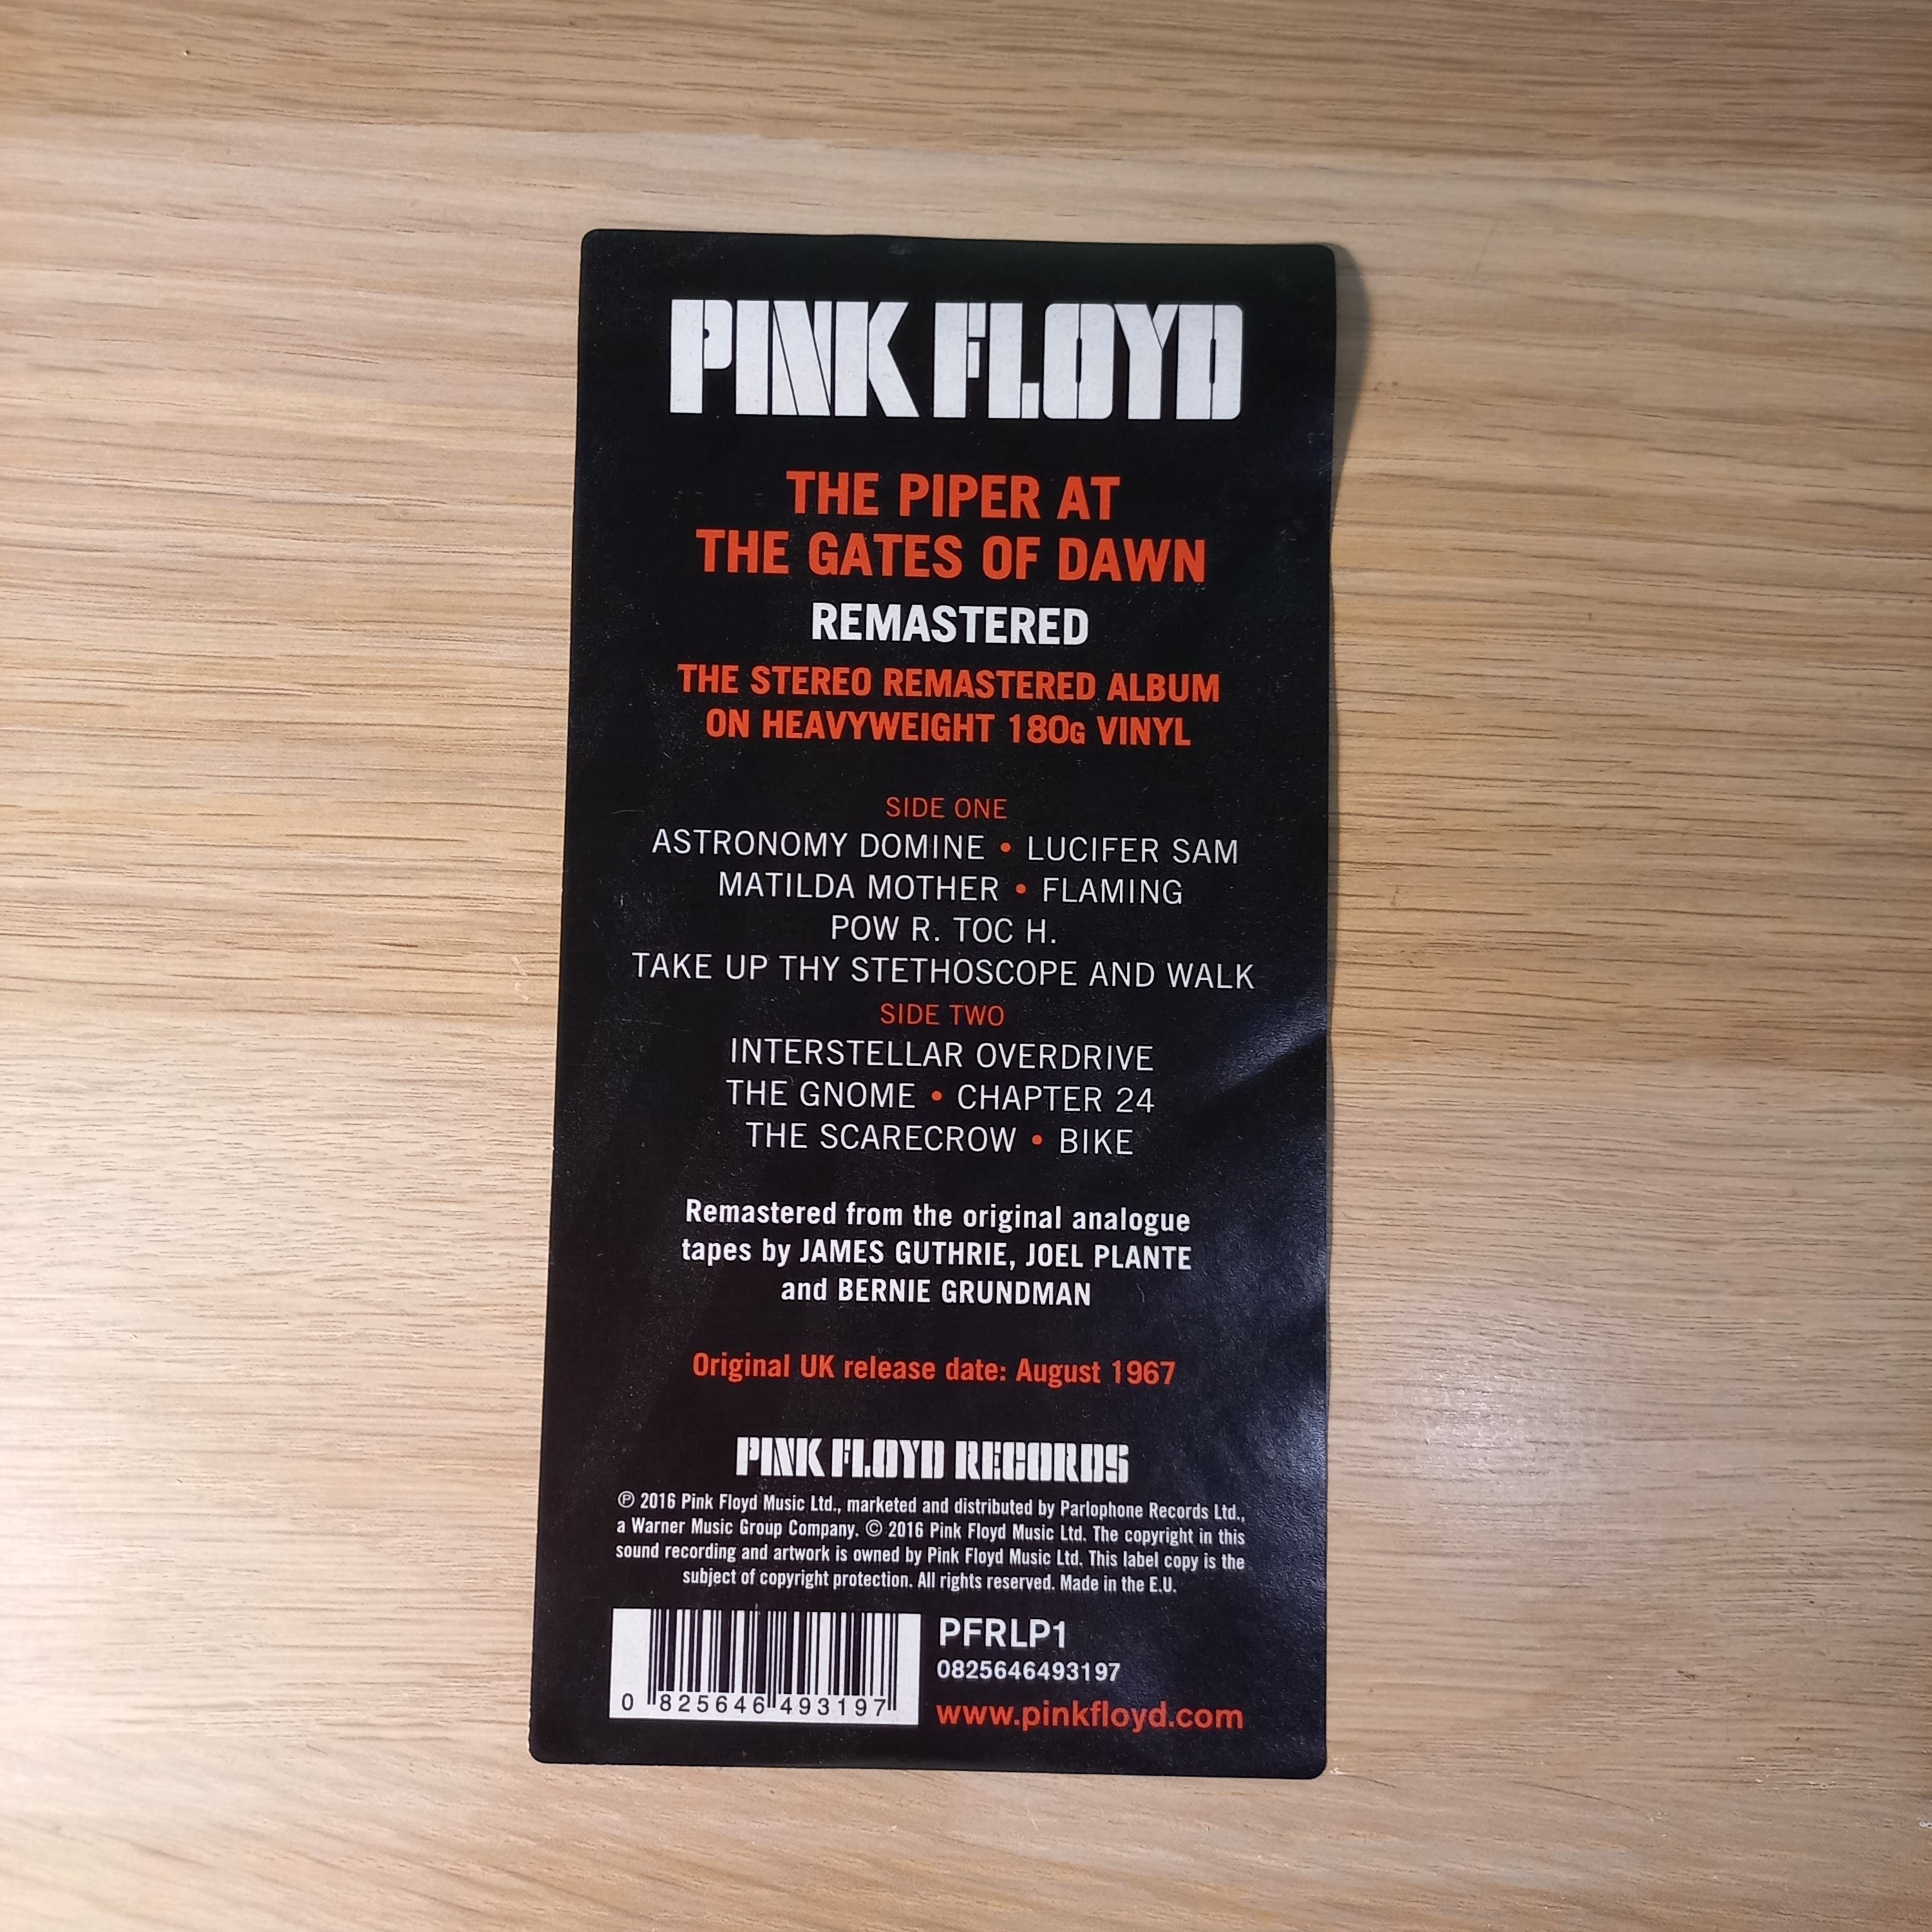 PINK FLOYD
THE PIPER AT
THE GATES OF DAWN
REMASTERED
THE STEREO REMASTERED ALBUM
ON HEAVYWEIGHT 180G VINYL
SIDE ONE
ASTRONOMY DOMINE • LUCIFER SAM
MATILDA MOTHER • FLAMING
POW R. TOC H.
TAKE UP THY STETHOSCOPE AND WALK
SIDE TWO
INTERSTELLAR OVERDRIVE
THE GNOME • CHAPTER 24
THE SCARECROW • BIKE
Remastered from the original analogue
tapes by JAMES GUTHRIE, JOEL PLANTE
and BERNIE GRUNDMAN
Original UK release date: August 1967
PINK FLOYD RECORDS
℗ 2016 Pink Floyd Music Ltd., marketed and distributed by Parlophone Records Ltd.,
a Warner Music Group Company. © 2016 Pink Floyd Music Ltd. The copyright in this
sound recording and artwork is owned by Pink Floyd Music Ltd. This label copy is the
subject of copyright protection. All rights reserved. Made in the E.U.
0 825646 493197
PFRLP1
0825646493197
www.pinkfloyd.com